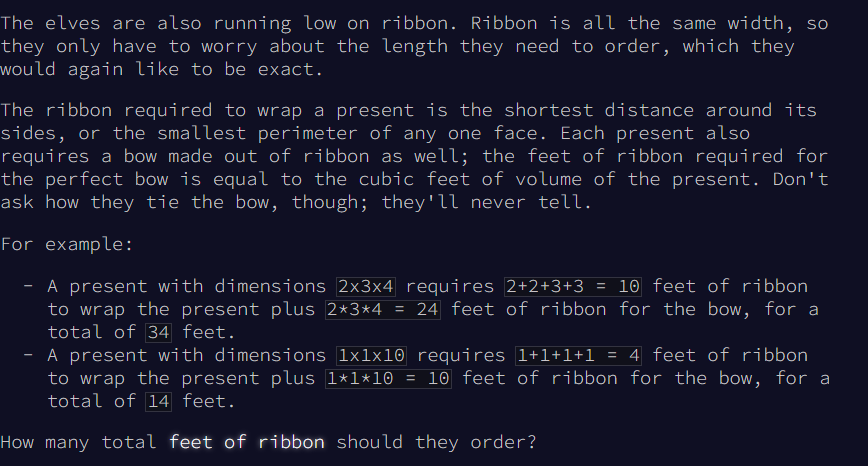 The elves are also running low on ribbon. Ribbon is all the same width, so
they only have to worry about the length they need to order, which they
would again like to be exact.
The ribbon required to wrap a present is the shortest distance around its
sides, or the smallest perimeter of any one face. Each present also
requires a bow made out of ribbon as well; the feet of ribbon required for
the perfect bow is equal to the cubic feet of volume of the present. Don't
ask how they tie the bow, though; they'll never tell.
For example:
- A present with dimensions 2x3x4 requires 2+2+3+3 = 10 feet of ribbon
to wrap the present plus 2*3*4 = 24 feet of ribbon for the bow, for a
total of 34 feet.
- A present with dimensions 1x1x10 requires 1+1+1+1 = 4 feet of ribbon
to wrap the present plus 1*1*10 = 10 feet of ribbon for the bow, for a
total of 14 feet.
How many total feet of ribbon should they order?